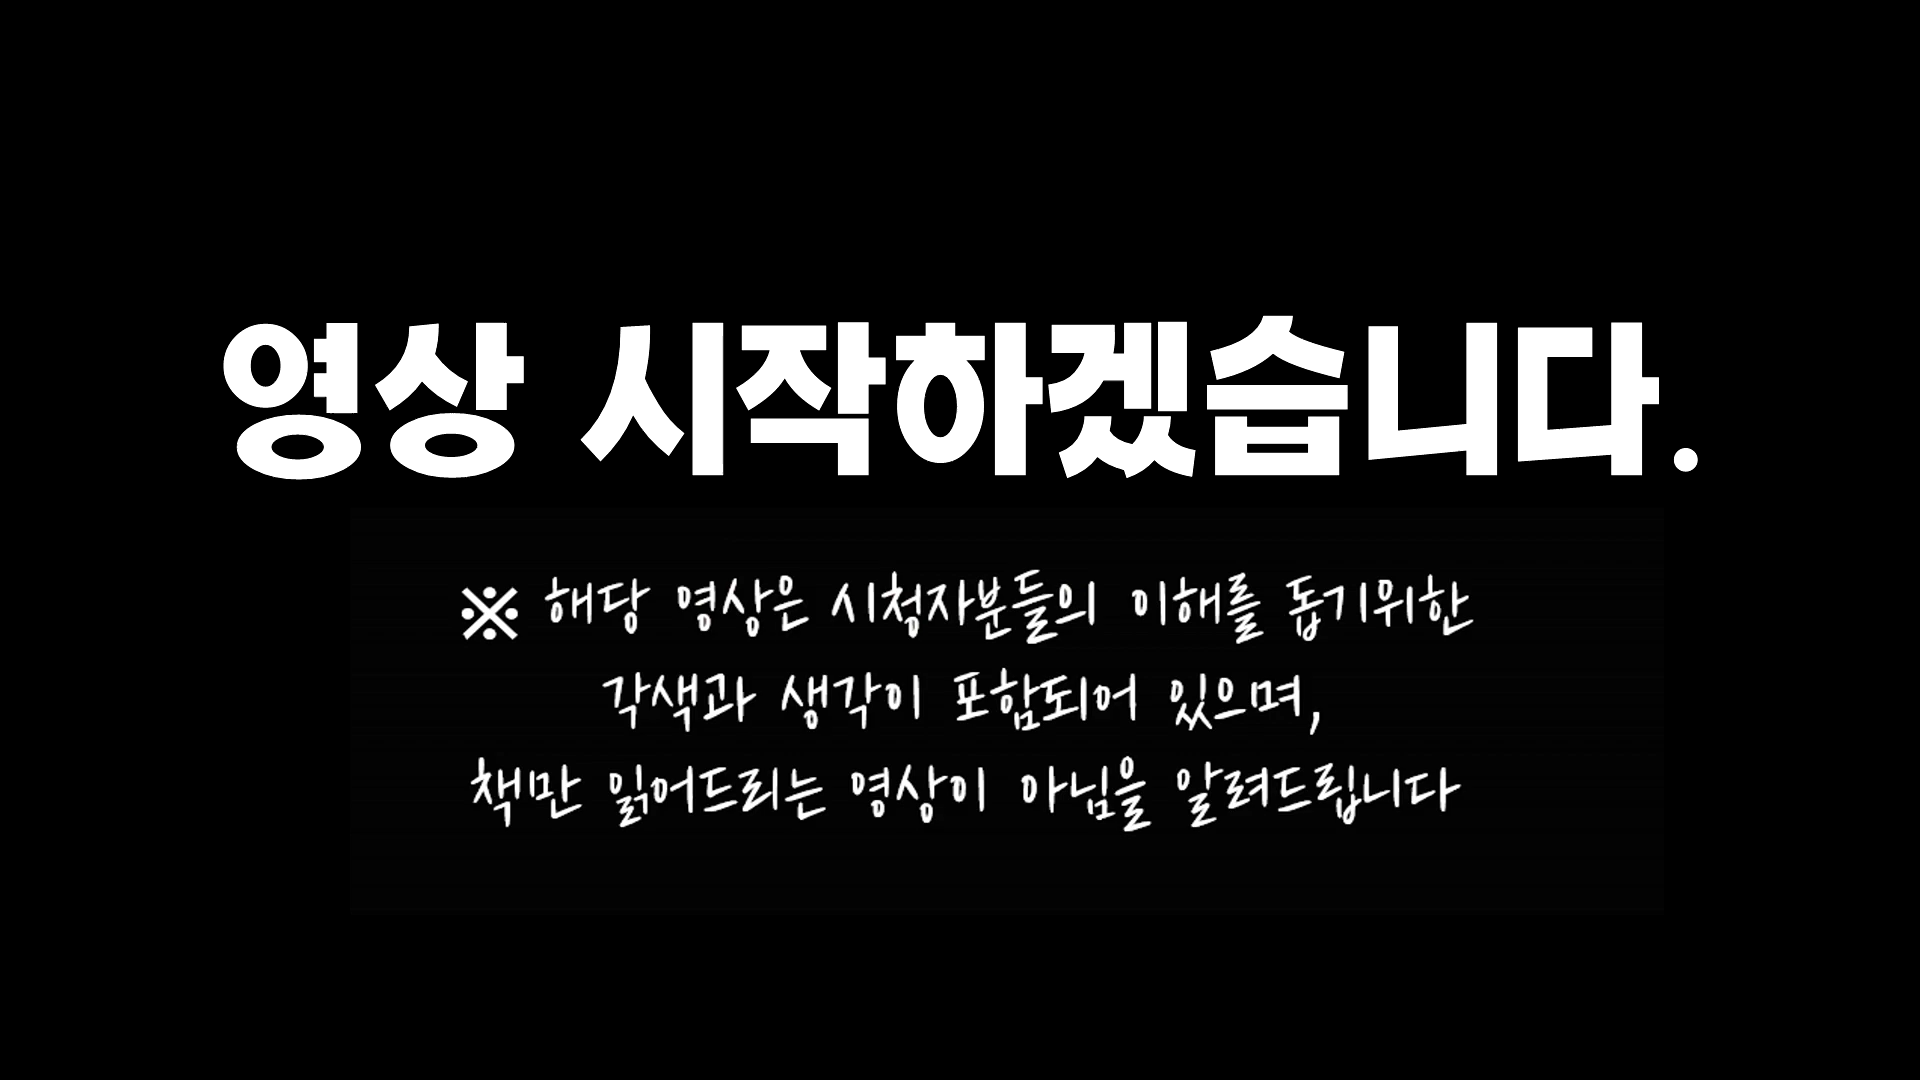 영상 시작하겠습니다.
※ 해당 영상은 시청자분들의 이해를 돕기위한
각색과 생각이 포함되어 있으며,
책만 읽어드리는 영상이 아님을 알려드립니다